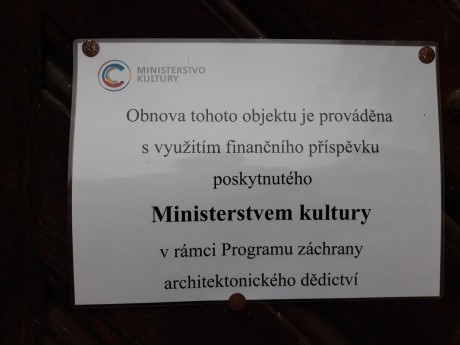 MINISTERSTVO
KULTURY
Obnova tohoto objektu je prováděna
s využitím finančního příspěvku
poskytnutého
Ministerstvem kultury
v rámci Programu záchrany
architektonického dědictví